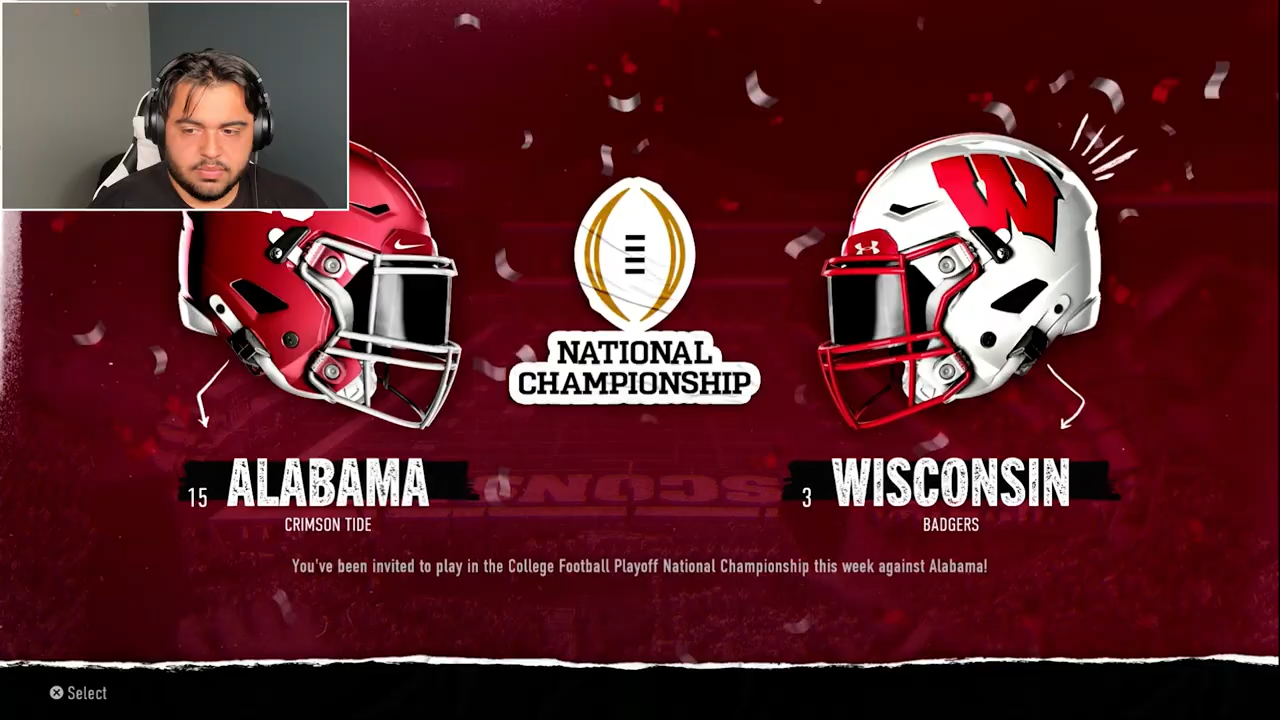 W
NATIONAL
CHAMPIONSHIP
15 ALABAMA
CRIMSON TIDE
3 WISCONSIN
BADGERS
You've been invited to play in the College Football Playoff National Championship this week against Alabama!
Select